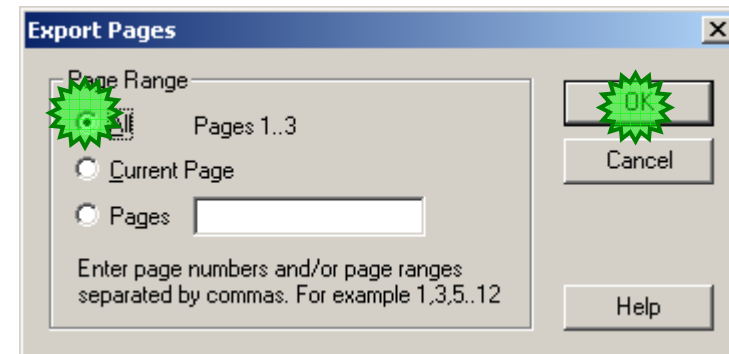 Export Pages
Page Range
All Pages 1..3
OK
Current Page
Cancel
Pages
Enter page numbers and/or page ranges
separated by commas. For example 1,3,5..12
Help